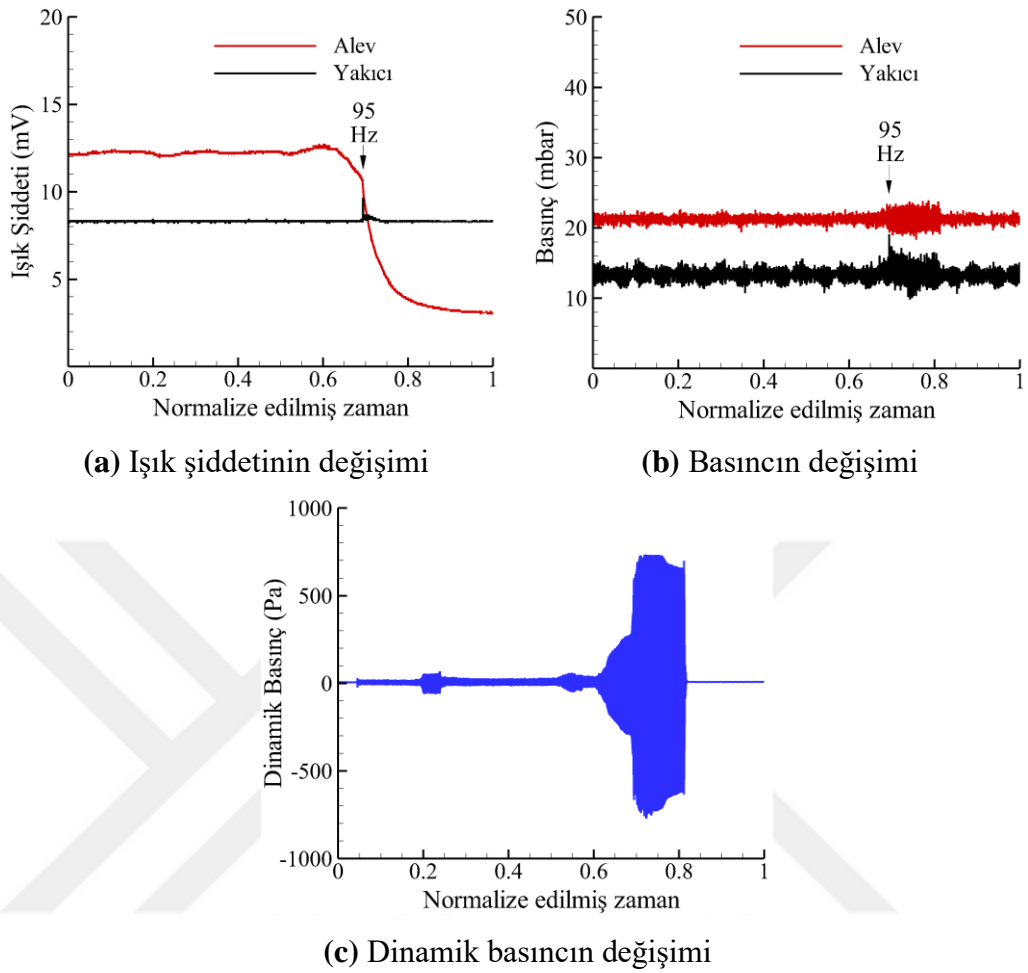 20
15
10
5
Işık Şiddeti (mV)
Alev
Yakıcı
95
Hz
0 0.2 0.4 0.6 0.8 1
Normalize edilmiş zaman
(a) Işık şiddetinin değişimi
50
40
30
20
10
Basınç (mbar)
Alev
Yakıcı
95
Hz
0 0.2 0.4 0.6 0.8 1
Normalize edilmiş zaman
(b) Basıncın değişimi
1000
500
0
-500
-1000
Dinamik Basınç (Pa)
0 0.2 0.4 0.6 0.8 1
Normalize edilmiş zaman
(c) Dinamik basıncın değişimi